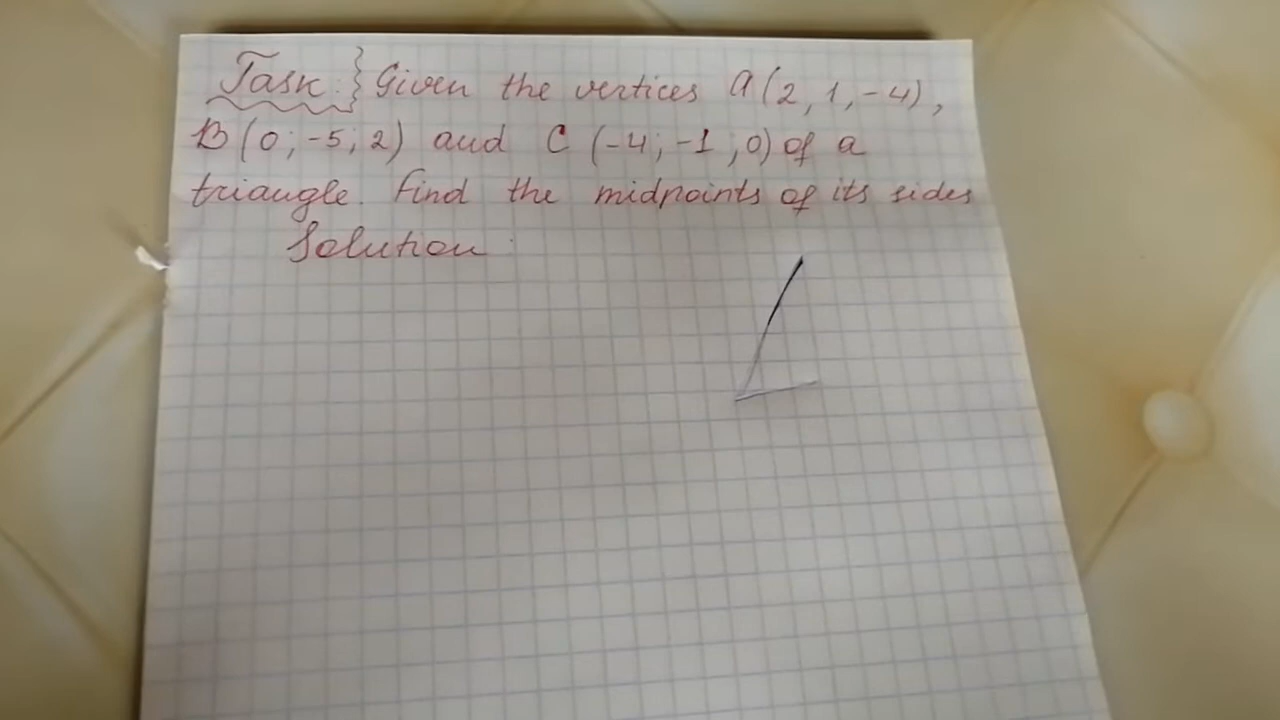 Task: } Given the vertices A(2, 1, -4),
B(0; -5; 2) and C (-4; -1; 0) of a
triangle. Find the midpoints of its sides
Solution: